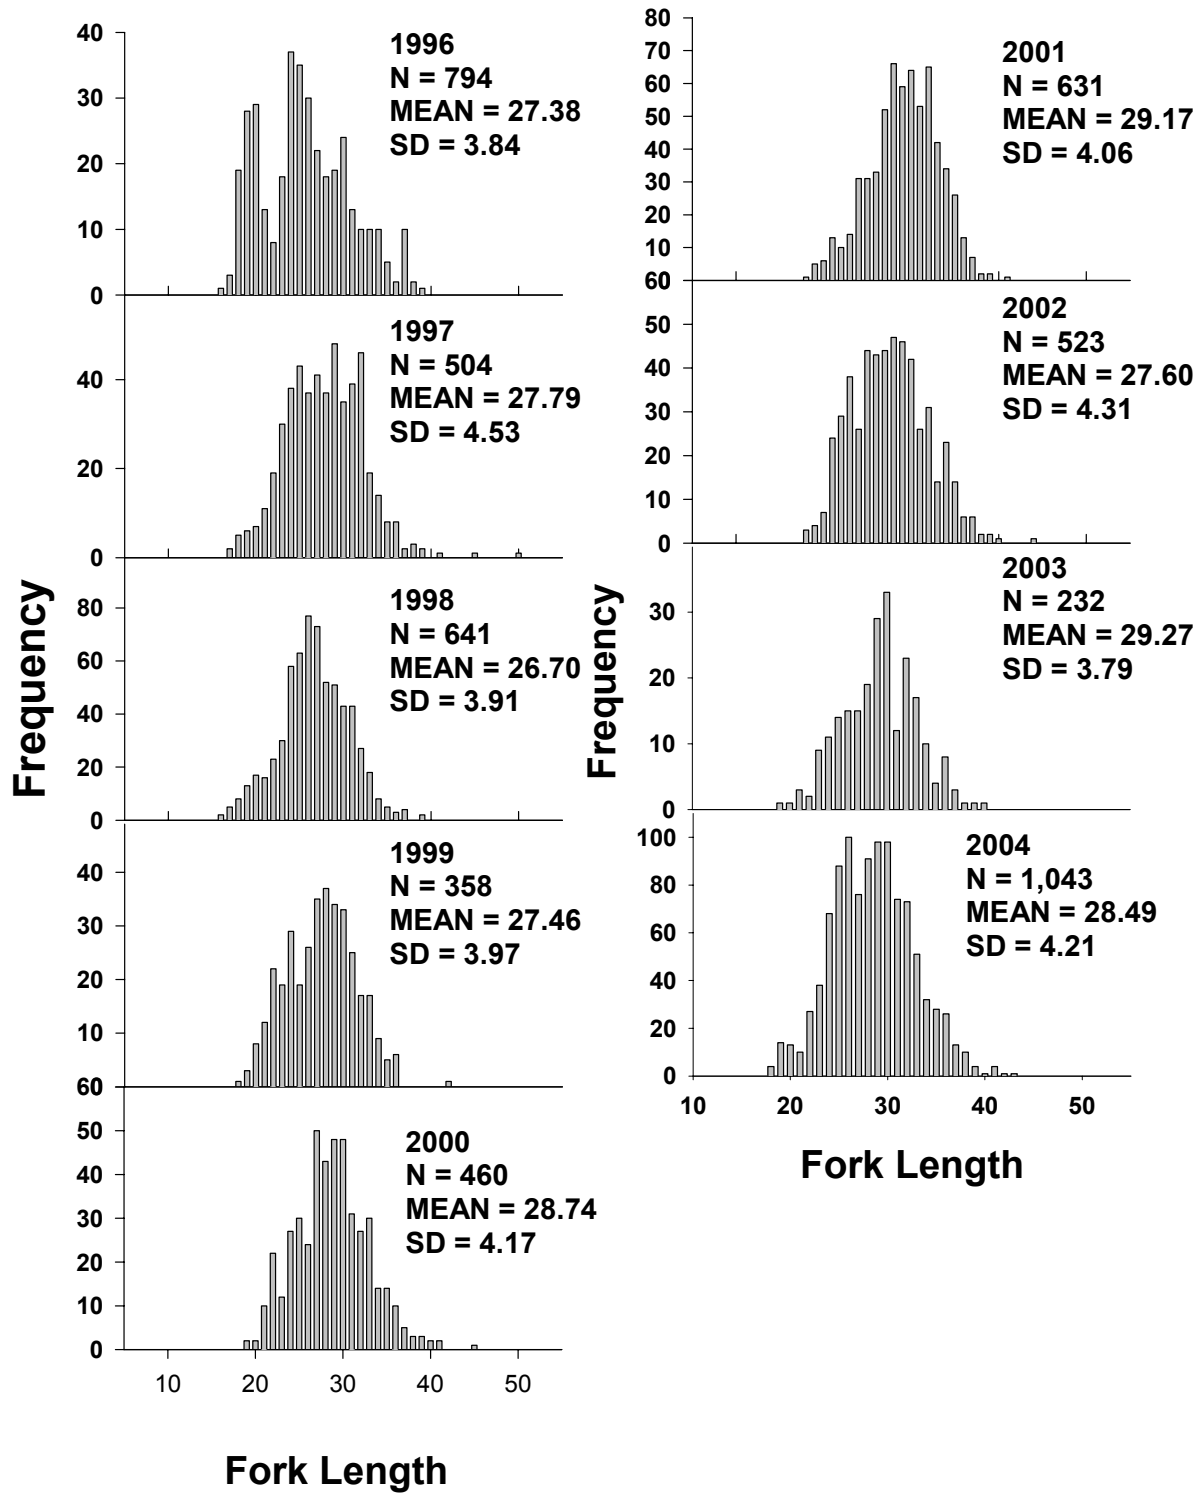 40
30
20
10
0
1996
N = 794
MEAN = 27.38
SD = 3.84
40
20
0
1997
N = 504
MEAN = 27.79
SD = 4.53
80
60
40
20
0
1998
N = 641
MEAN = 26.70
SD = 3.91
40
30
20
10
60
1999
N = 358
MEAN = 27.46
SD = 3.97
50
40
30
20
10
0
2000
N = 460
MEAN = 28.74
SD = 4.17
10 20 30 40 50
Frequency
Fork Length
80
70
60
50
40
30
20
10
60
2001
N = 631
MEAN = 29.17
SD = 4.06
50
40
30
20
10
0
2002
N = 523
MEAN = 27.60
SD = 4.31
30
20
10
0
2003
N = 232
MEAN = 29.27
SD = 3.79
100
80
60
40
20
0
2004
N = 1,043
MEAN = 28.49
SD = 4.21
10 20 30 40 50
Frequency
Fork Length